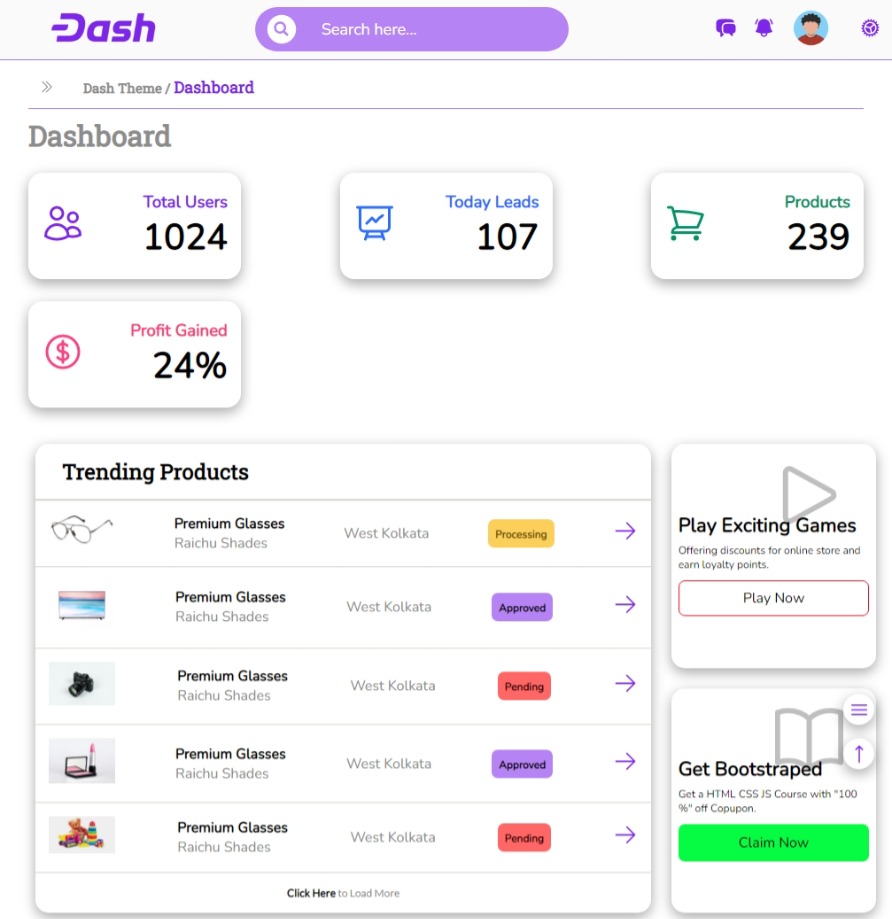 Dash
Search here...
Dash Theme / Dashboard
Dashboard
Total Users
1024
Today Leads
107
Products
239
Profit Gained
24%
Trending Products
Premium Glasses
Raichu Shades
West Kolkata
Processing
Premium Glasses
Raichu Shades
West Kolkata
Approved
Premium Glasses
Raichu Shades
West Kolkata
Pending
Premium Glasses
Raichu Shades
West Kolkata
Approved
Premium Glasses
Raichu Shades
West Kolkata
Pending
Click Here to Load More
Play Exciting Games
Offering discounts for online store and
earn loyalty points.
Play Now
Get Bootstraped
Get a HTML CSS JS Course with "100
%" off Copupon.
Claim Now